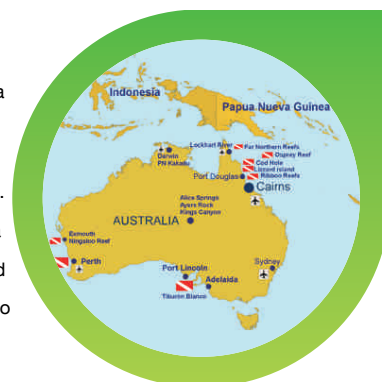 a
.
a
d
o
Indonesia
Papua Nueva Guinea
Lockhart River
Far Northern Reefs
Osprey Reef
Darwin
PN Kakadu
Cod Hole
Lizzard Island
Ribbon Reefs
Port Douglas
Cairns
Alice Springs
Ayers Rock
Kings Canyon
AUSTRALIA
Exmouth
Ningaloo Reef
Perth
Port Lincoln
Adelaida
Sydney
Tiburón Blanco